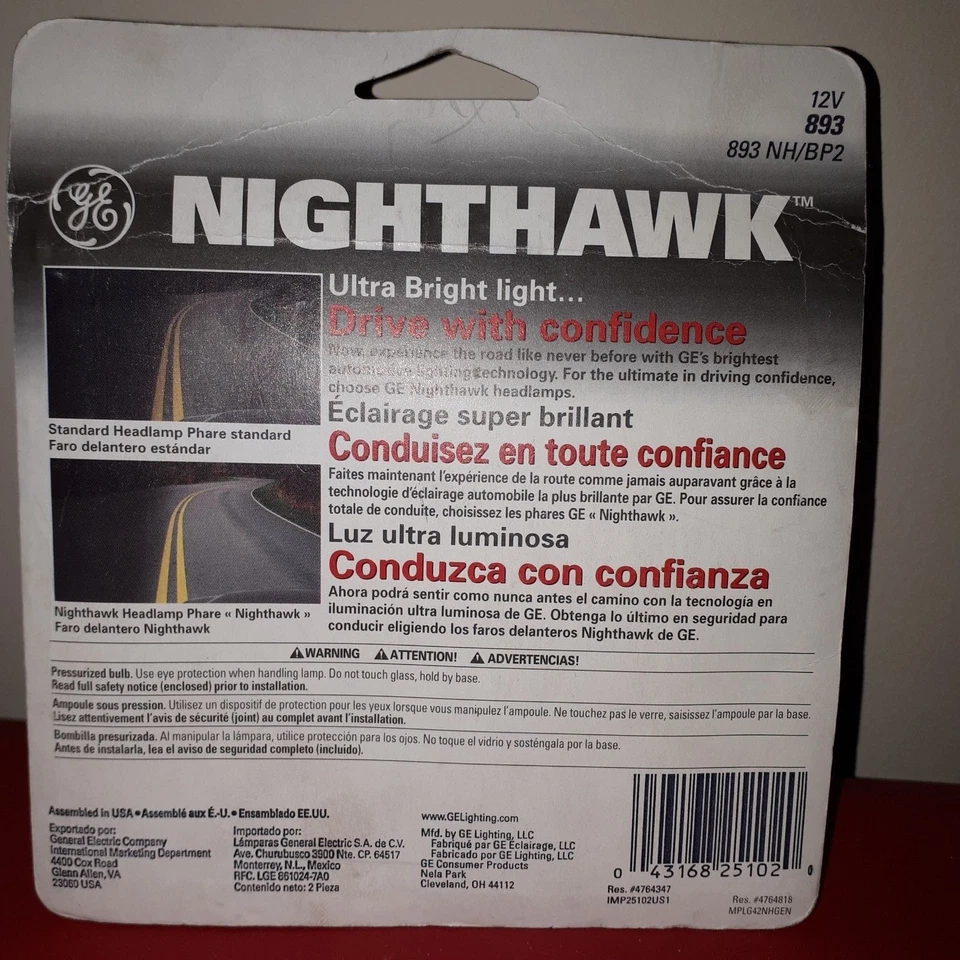 12V
893
893 NH/BP2
GE
NIGHTHAWK™
Ultra Bright light...
Drive with confidence
Now, experience the road like never before with GE's brightest
automotive lighting technology. For the ultimate in driving confidence,
choose GE Nighthawk headlamps.
Éclairage super brillant
Conduisez en toute confiance
Faites maintenant l'expérience de la route comme jamais auparavant grâce à la
technologie d'éclairage automobile la plus brillante par GE. Pour assurer la confiance
totale de conduite, choisissez les phares GE « Nighthawk ».
Luz ultra luminosa
Conduzca con confianza
Ahora podrá sentir como nunca antes el camino con la tecnología en
iluminación ultra luminosa de GE. Obtenga lo último en seguridad para
conducir eligiendo los faros delanteros Nighthawk de GE.
Standard Headlamp Phare standard
Faro delantero estándar
Nighthawk Headlamp Phare « Nighthawk »
Faro delantero Nighthawk
⚠WARNING ⚠ATTENTION! ⚠ADVERTENCIAS!
Pressurized bulb. Use eye protection when handling lamp. Do not touch glass, hold by base.
Read full safety notice (enclosed) prior to installation.
Ampoule sous pression. Utilisez un dispositif de protection pour les yeux lorsque vous manipulez l'ampoule. Ne touchez pas le verre, saisissez l'ampoule par la base.
Lisez attentivement l'avis de sécurité (joint) au complet avant l'installation.
Bombilla presurizada. Al manipular la lámpara, utilice protección para los ojos. No toque el vidrio y sosténgala por la base.
Antes de instalarla, lea el aviso de seguridad completo (incluido).
Assembled in USA • Assemblé aux É.-U. • Ensamblado EE.UU.
Exportado por:
General Electric Company
International Marketing Department
4400 Cox Road
Glenn Allen, VA
23060 USA
Importado por:
Lámparas General Electric S.A. de C.V.
Ave. Churubusco 3900 Nte. CP. 64517
Monterrey, N.L., Mexico
RFC. LGE 861024-7A0
Contenido neto: 2 Pieza
www.GELighting.com
Mfd. by GE Lighting, LLC
Fabriqué par GE Éclairage, LLC
Fabricado por GE Lighting, LLC
GE Consumer Products
Nela Park
Cleveland, OH 44112
0 43168 25102 0
Res. #4764347
IMP25102US1
Res. #4764818
MPLG42NHGEN